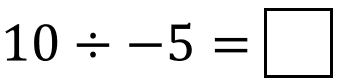 10 ÷ −5 = □